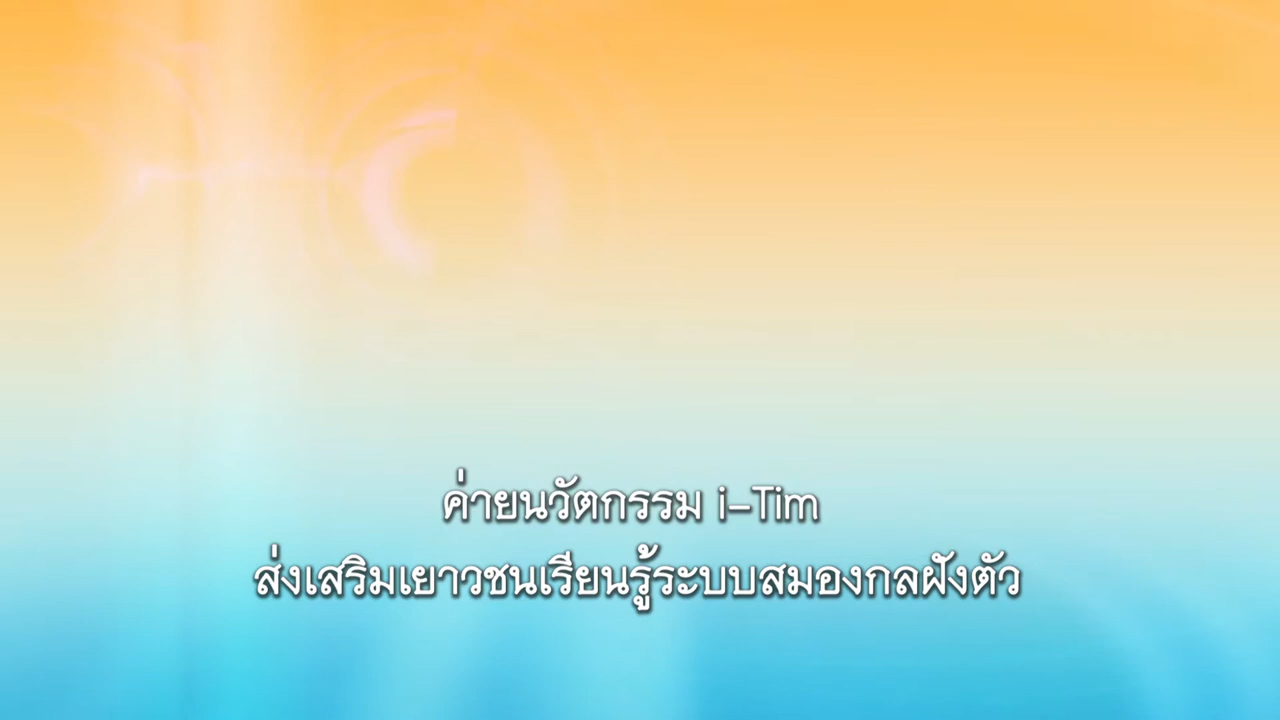 ค่ายนวัตกรรม i-Tim
ส่งเสริมเยาวชนเรียนรู้ระบบสมองกลฝังตัว